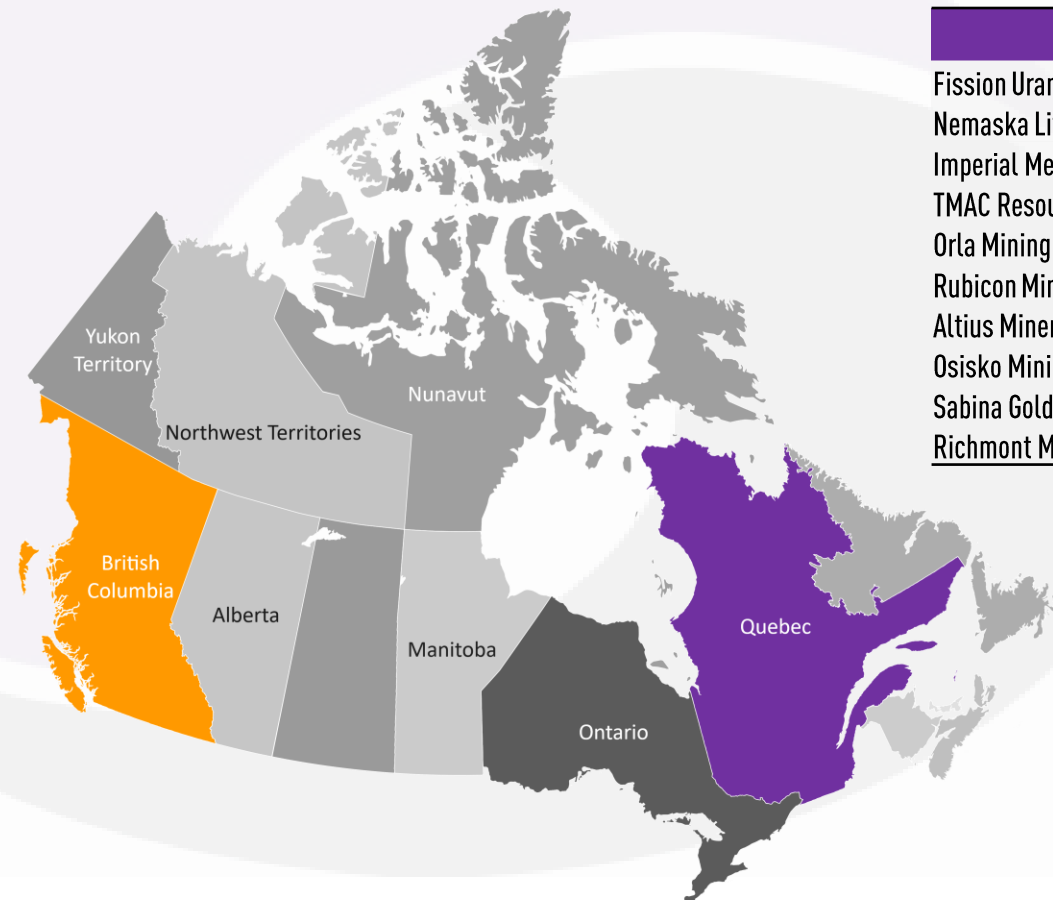 Yukon
Territory
Northwest Territories
Nunavut
British
Columbia
Alberta
Manitoba
Ontario
Quebec
Fission
Nemaska
Imperial
TMAC
Orla Mining
Rubicon
Altius
Osisko
Sabina Gold
Richmont